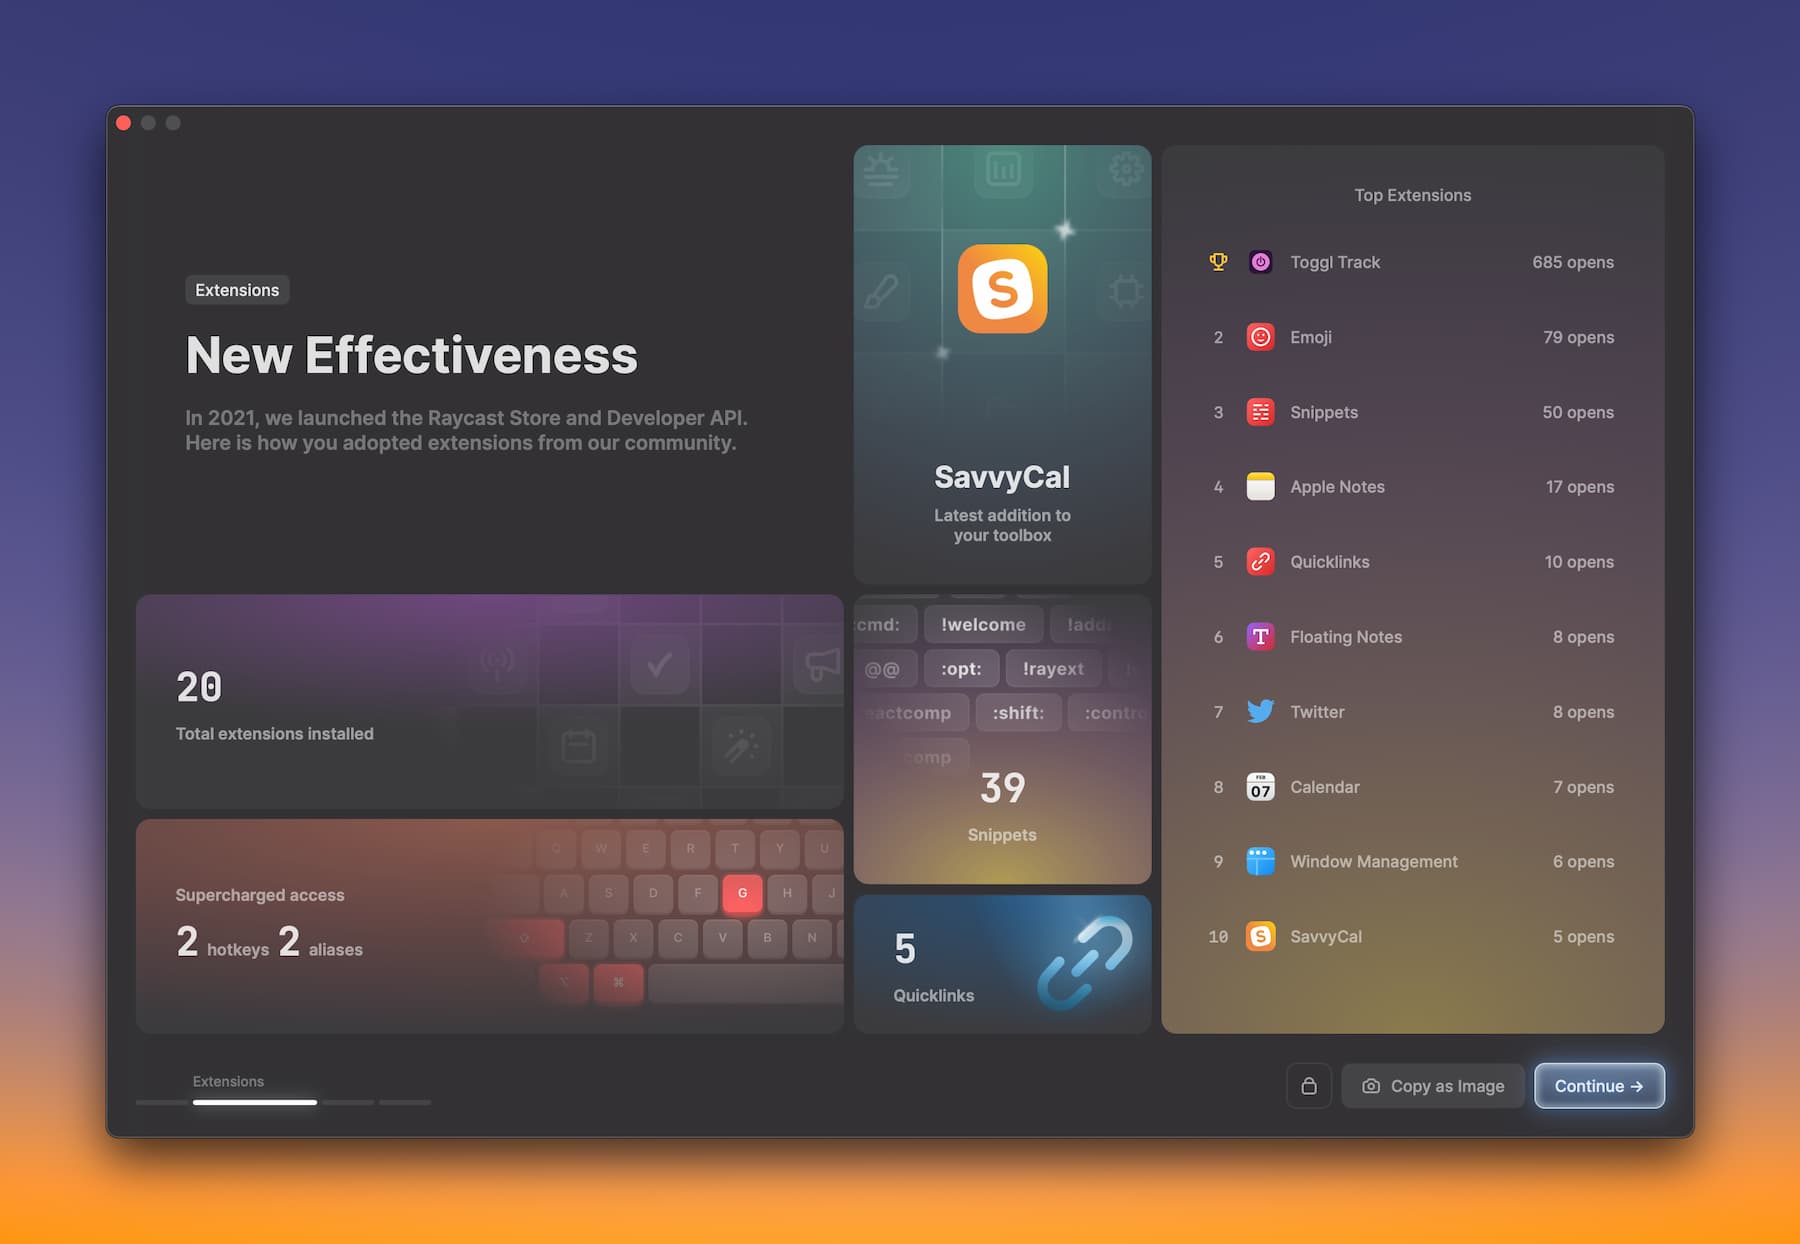 Extensions
New Effectiveness
In 2021, we launched the Raycast Store and Developer API.
Here is how you adopted extensions from our community.
SavvyCal
Latest addition to
your toolbox
Top Extensions
Toggl Track 685 opens
2 Emoji 79 opens
3 Snippets 50 opens
4 Apple Notes 17 opens
5 Quicklinks 10 opens
6 Floating Notes 8 opens
7 Twitter 8 opens
8 FEB 07 Calendar 7 opens
9 Window Management 6 opens
10 SavvyCal 5 opens
20
Total extensions installed
:cmd: !welcome !add
@@ :opt: !rayext
eactcomp :shift: :contro
comp
39
Snippets
Supercharged access
2 hotkeys 2 aliases
Q W E R T Y U
A S D F G H J
Z X C V B N
⌥ ⌘
5
Quicklinks
Extensions
Copy as Image
Continue →